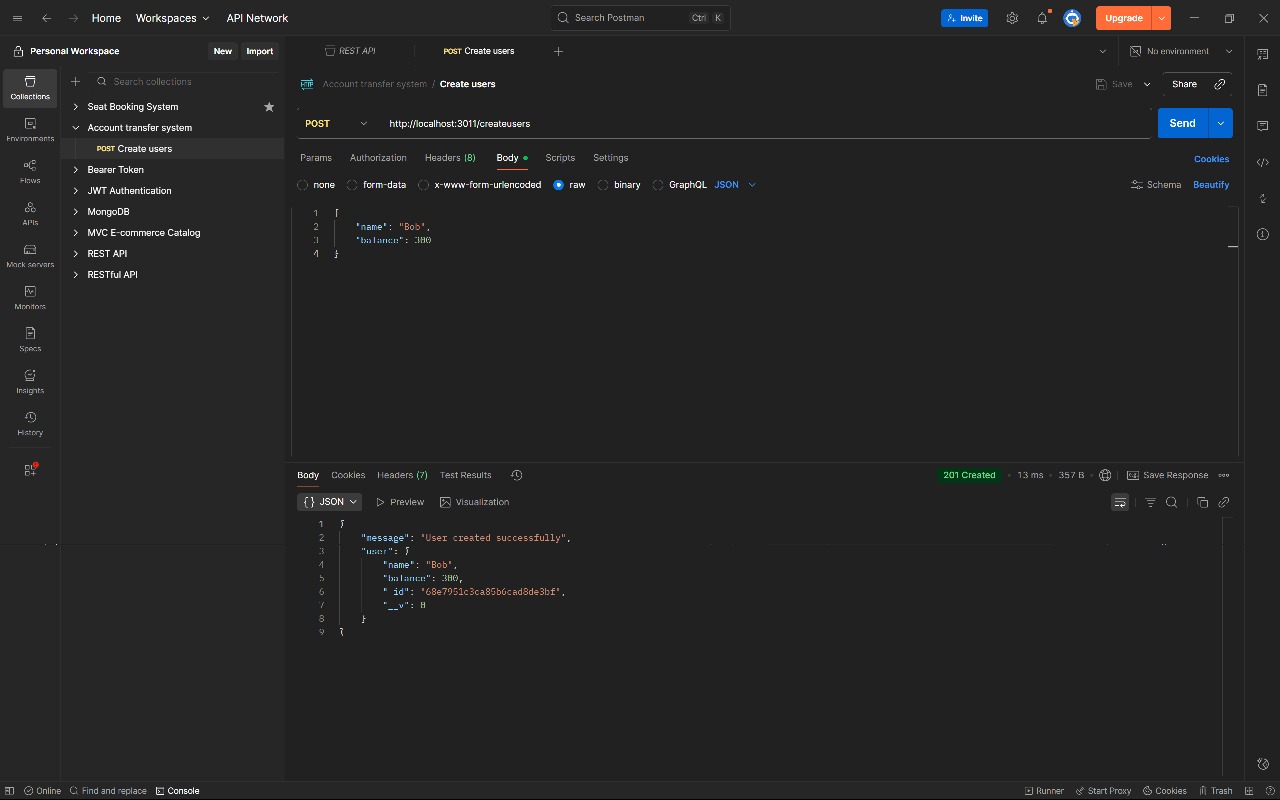 Home Workspaces API Network Search Postman Ctrl K Invite Upgrade
Personal Workspace New Import REST API POST Create users No environment
Collections
Environments
Flows
APIs
Mock servers
Monitors
Specs
Insights
History
Search collections
Seat Booking System
Account transfer system
POST Create users
Bearer Token
JWT Authentication
MongoDB
MVC E-commerce Catalog
REST API
RESTful API
HTTP Account transfer system / Create users Save Share
POST http://localhost:3011/createusers Send
Params Authorization Headers (8) Body Scripts Settings Cookies
none form-data x-www-form-urlencoded raw binary GraphQL JSON Schema Beautify
1 {
2 "name": "Bob",
3 "balance": 300
4 }
Body Cookies Headers (7) Test Results 201 Created 13 ms 357 B Save Response
{} JSON Preview Visualization
1 {
2 "message": "User created successfully",
3 "user": {
4 "name": "Bob",
5 "balance": 300,
6
7 "__v": 0
8 }
9 }
Online Find and replace Console Runner Start Proxy Cookies Trash